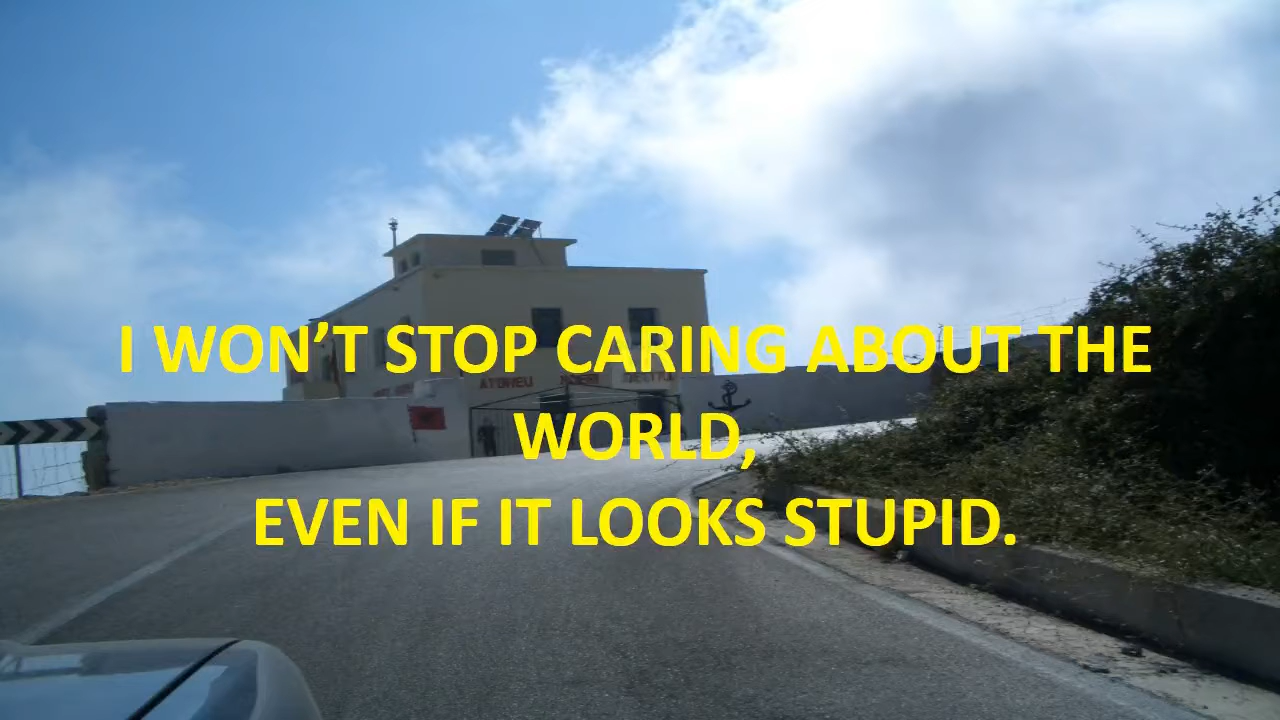 I WON’T STOP CARING ABOUT THE
WORLD,
EVEN IF IT LOOKS STUPID.